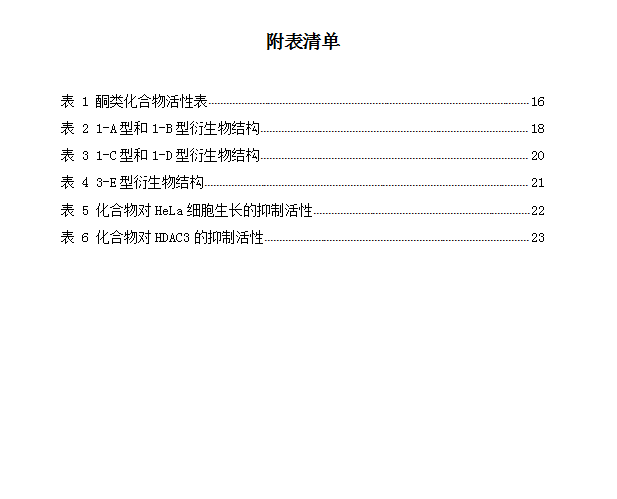 附表清单
表 1 酮类化合物活性表 16
表 2 1-A 型和 1-B 型衍生物结构 18
表 3 1-C 型和 1-D 型衍生物结构 20
表 4 3-E 型衍生物结构 21
表 5 化合物对 HeLa 细胞生长的抑制活性 22
表 6 化合物对 HDAC3 的抑制活性 23